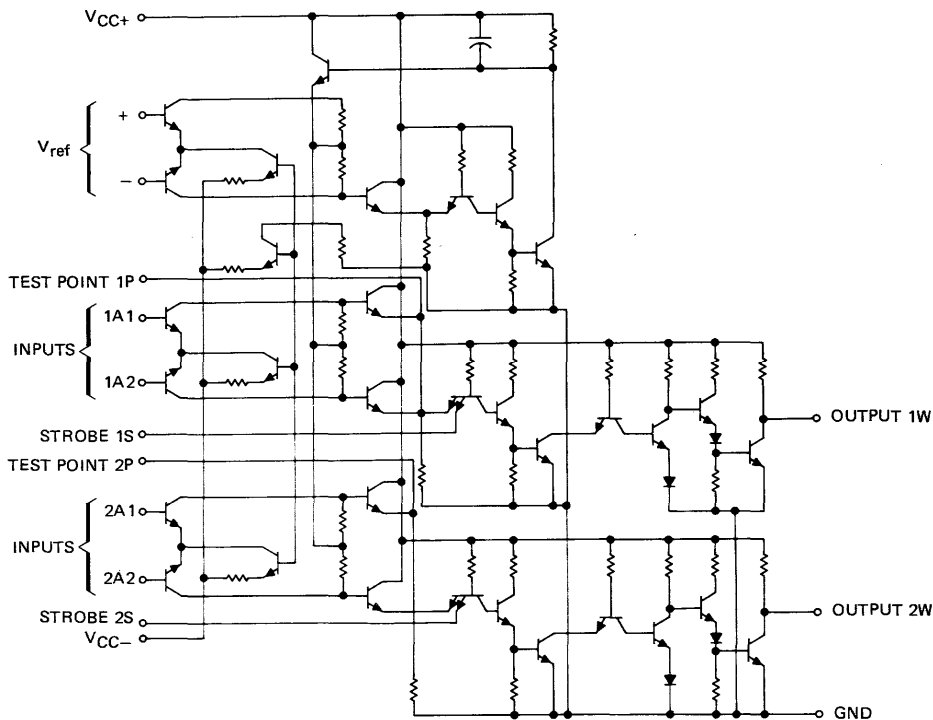 VCC+
+
Vref
−
TEST POINT 1P
1A1
INPUTS
1A2
STROBE 1S
OUTPUT 1W
TEST POINT 2P
2A1
INPUTS
2A2
STROBE 2S
OUTPUT 2W
VCC−
GND